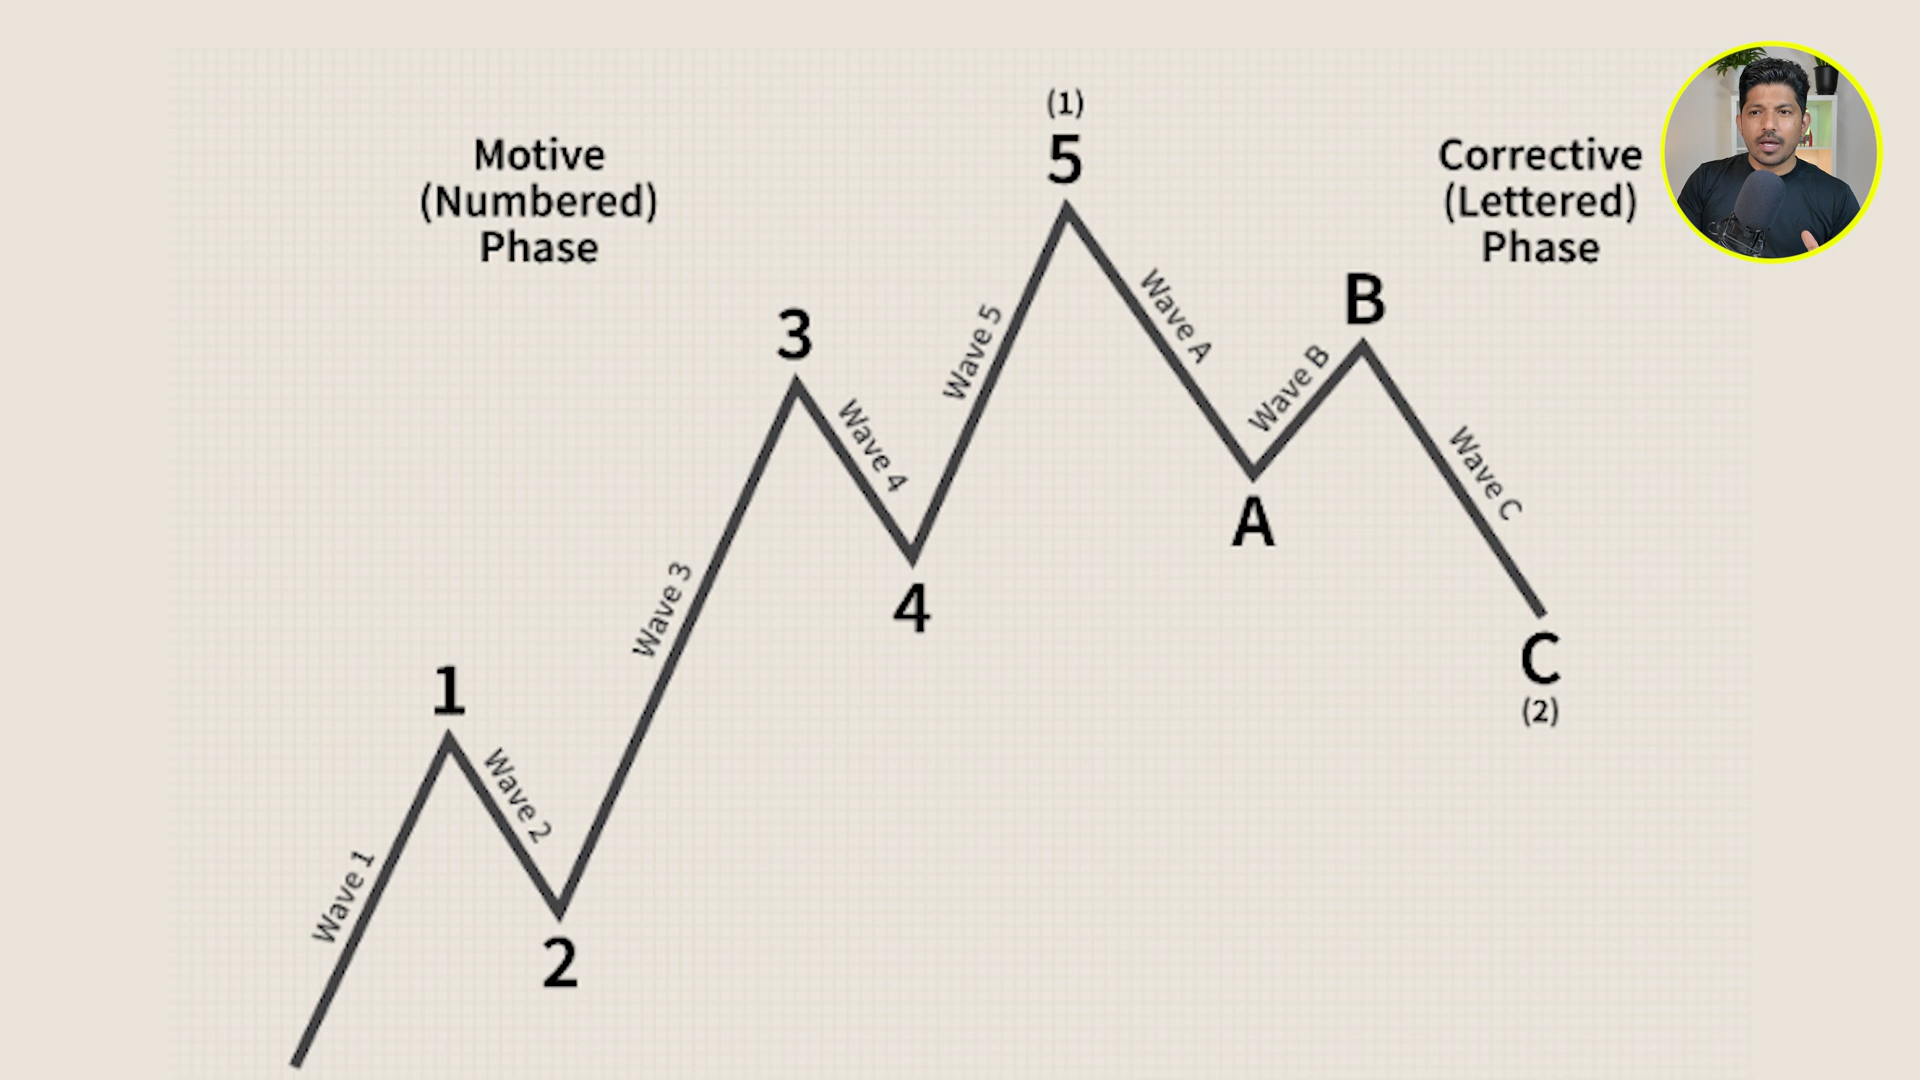 Motive
(Numbered)
Phase
Corrective
(Lettered)
Phase
(1)
5
3
B
1
A
4
2
C
(2)
Wave 1
Wave 2
Wave 3
Wave 4
Wave 5
Wave A
Wave B
Wave C